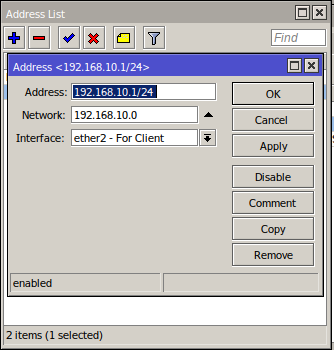 Address List
Find
Address <192.168.10.1/24>
Address: 192.168.10.1/24
OK
Network: 192.168.10.0
Cancel
Interface: ether2 - For Client
Apply
Disable
Comment
Copy
Remove
enabled
2 items (1 selected)